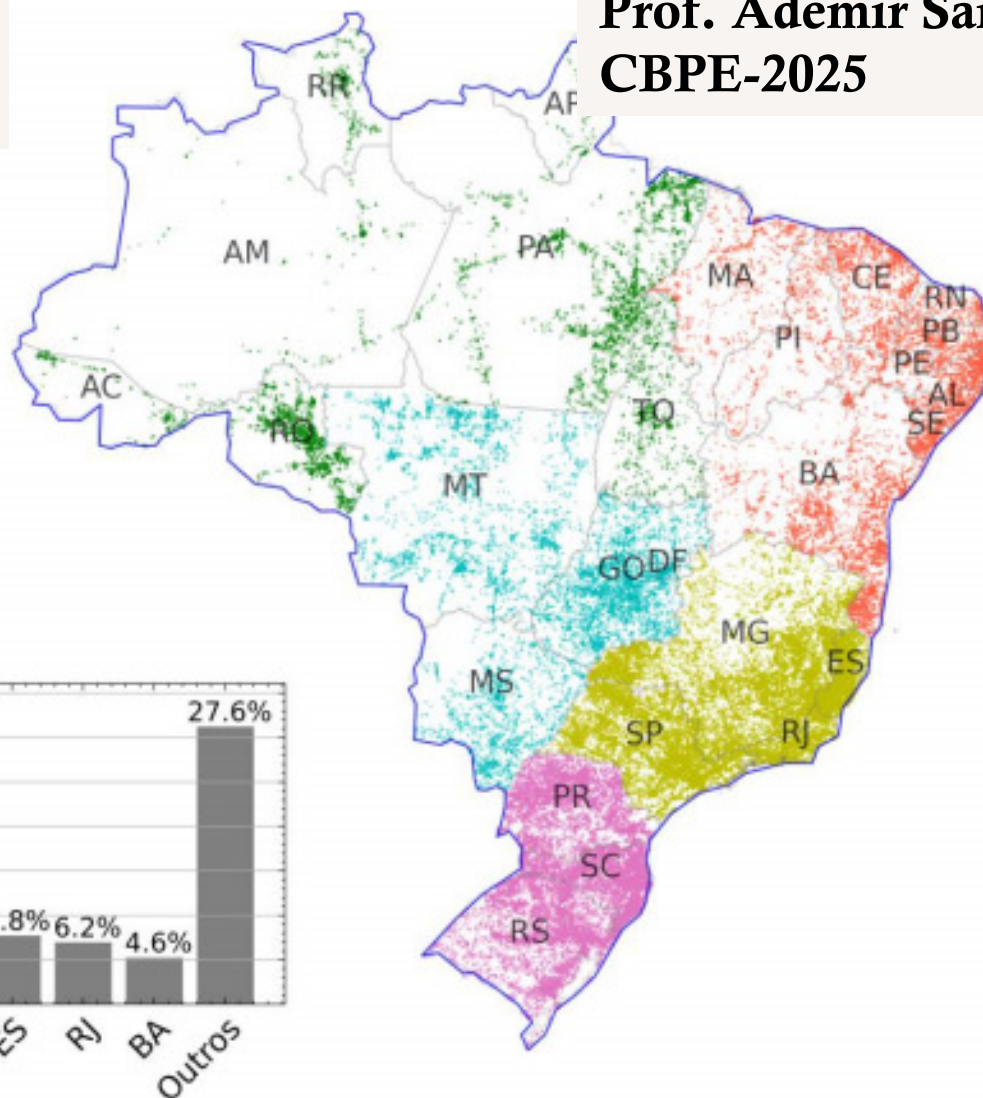 Prof. Ademir
CBPE-2025
RR
AM
PA
MA
CE
RN
PB
PI
PE
AC
AL
TO
SE
RO
BA
MT
GO
DF
MG
ES
MS
SP
RJ
27.6%
PR
SC
.8%
6.2%
4.6%
RS
ES
RJ
BA
Outros